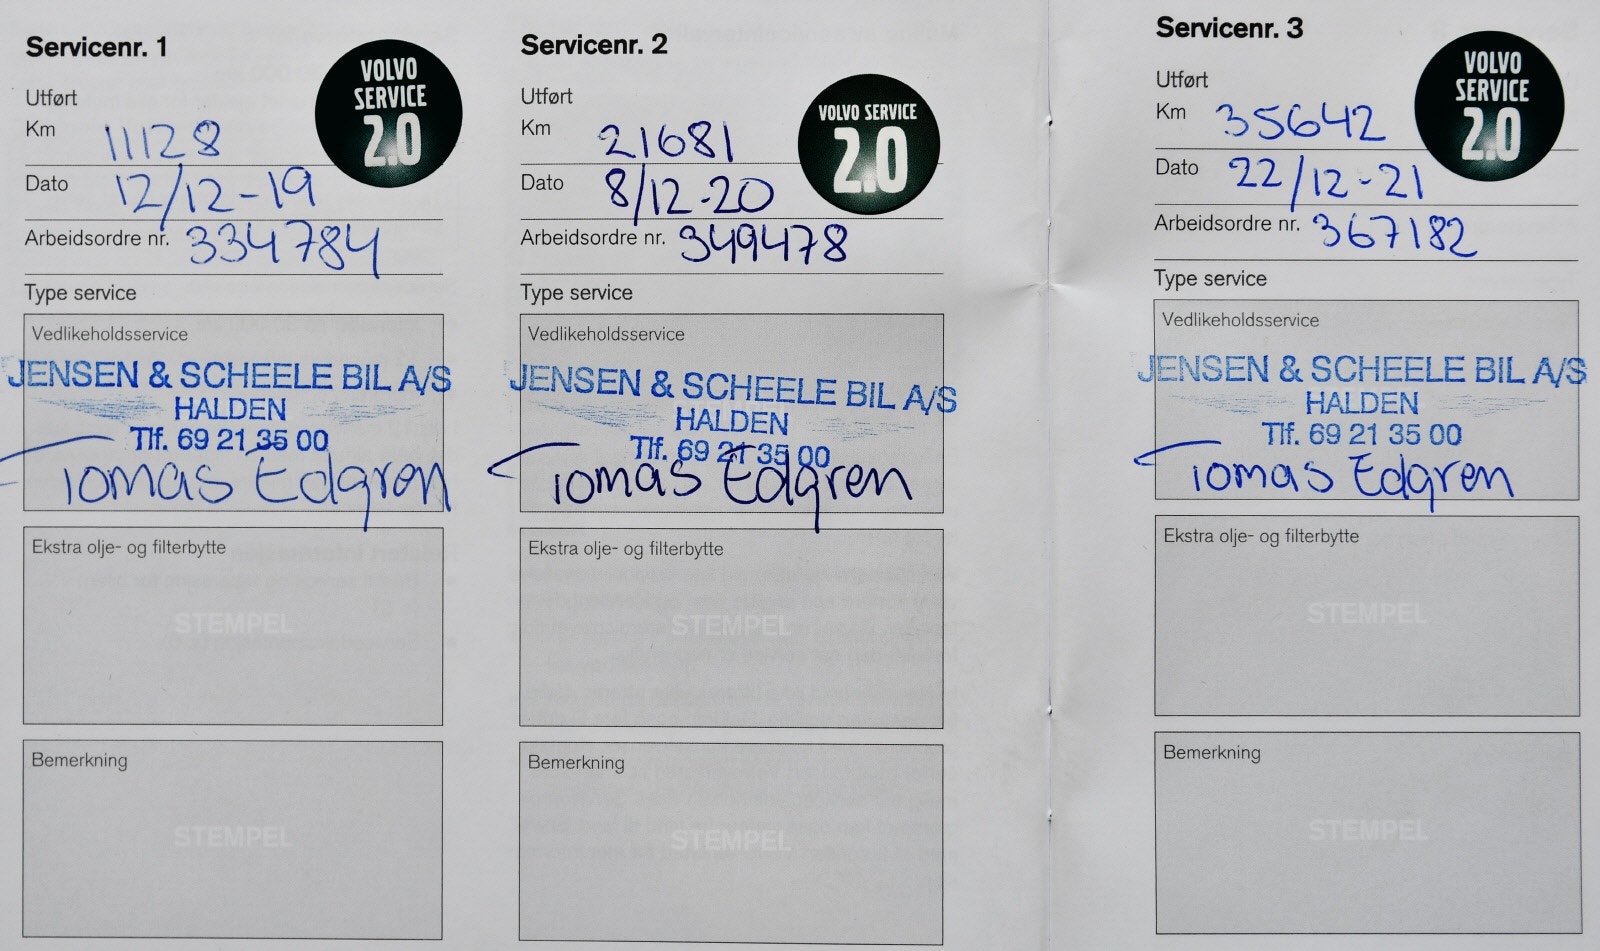 Servicenr. 1
VOLVO
SERVICE
2.0
Utført
Km 11128
Dato 12/12-19
Arbeidsordre nr. 334784
Type service
Vedlikeholdsservice
JENSEN & SCHEELE BIL A/S
HALDEN
Tlf. 69 21 35 00
Tomas Edgren
Ekstra olje- og filterbytte
STEMPEL
Bemerkning
STEMPEL
Servicenr. 2
VOLVO SERVICE
2.0
Utført
Km 21681
Dato 8/12-20
Arbeidsordre nr. 349478
Type service
Vedlikeholdsservice
JENSEN & SCHEELE BIL A/S
HALDEN
Tlf. 69 21 35 00
Tomas Edgren
Ekstra olje- og filterbytte
STEMPEL
Bemerkning
STEMPEL
Servicenr. 3
VOLVO
SERVICE
2.0
Utført
Km 35642
Dato 22/12-21
Arbeidsordre nr. 367182
Type service
Vedlikeholdsservice
JENSEN & SCHEELE BIL A/S
HALDEN
Tlf. 69 21 35 00
Tomas Edgren
Ekstra olje- og filterbytte
STEMPEL
Bemerkning
STEMPEL